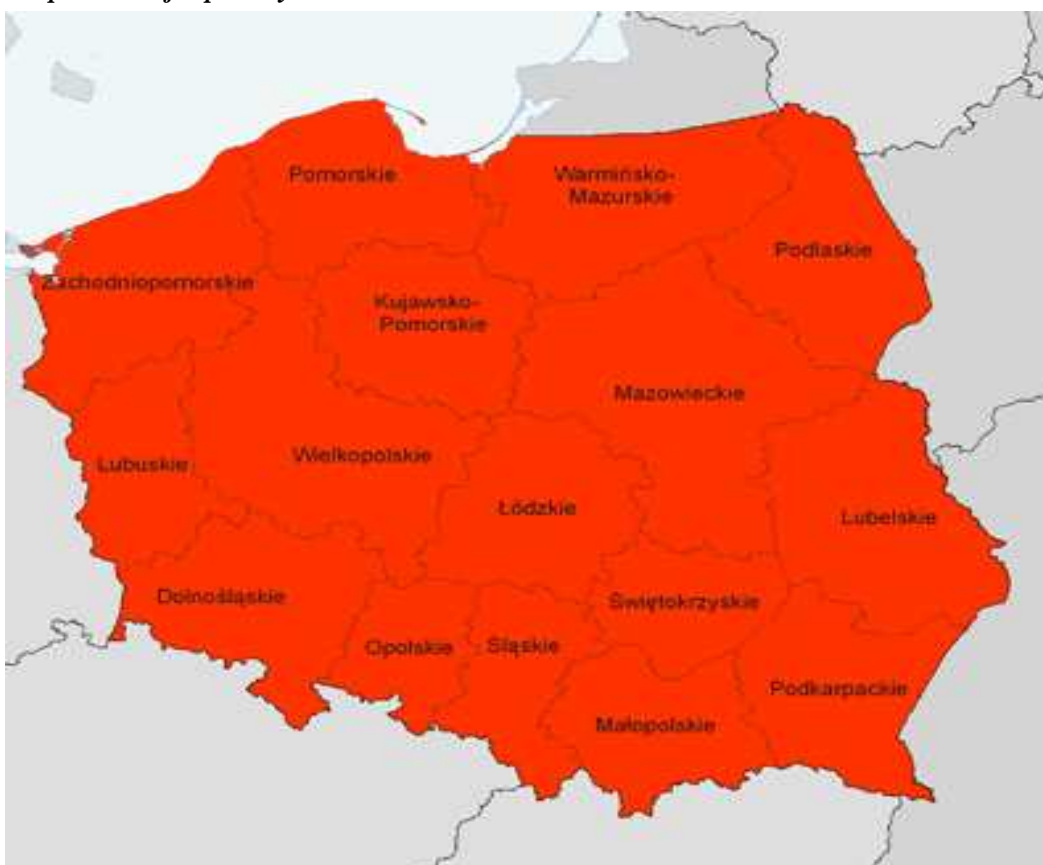 Pomorskie
Warmińsko-
Mazurskie
Podlaskie
Zachodniopomorskie
Kujawsko-
Pomorskie
Mazowieckie
Wielkopolskie
Lubuskie
Łódzkie
Lubelskie
Dolnośląskie
Świętokrzyskie
Opolskie
Śląskie
Podkarpackie
Małopolskie